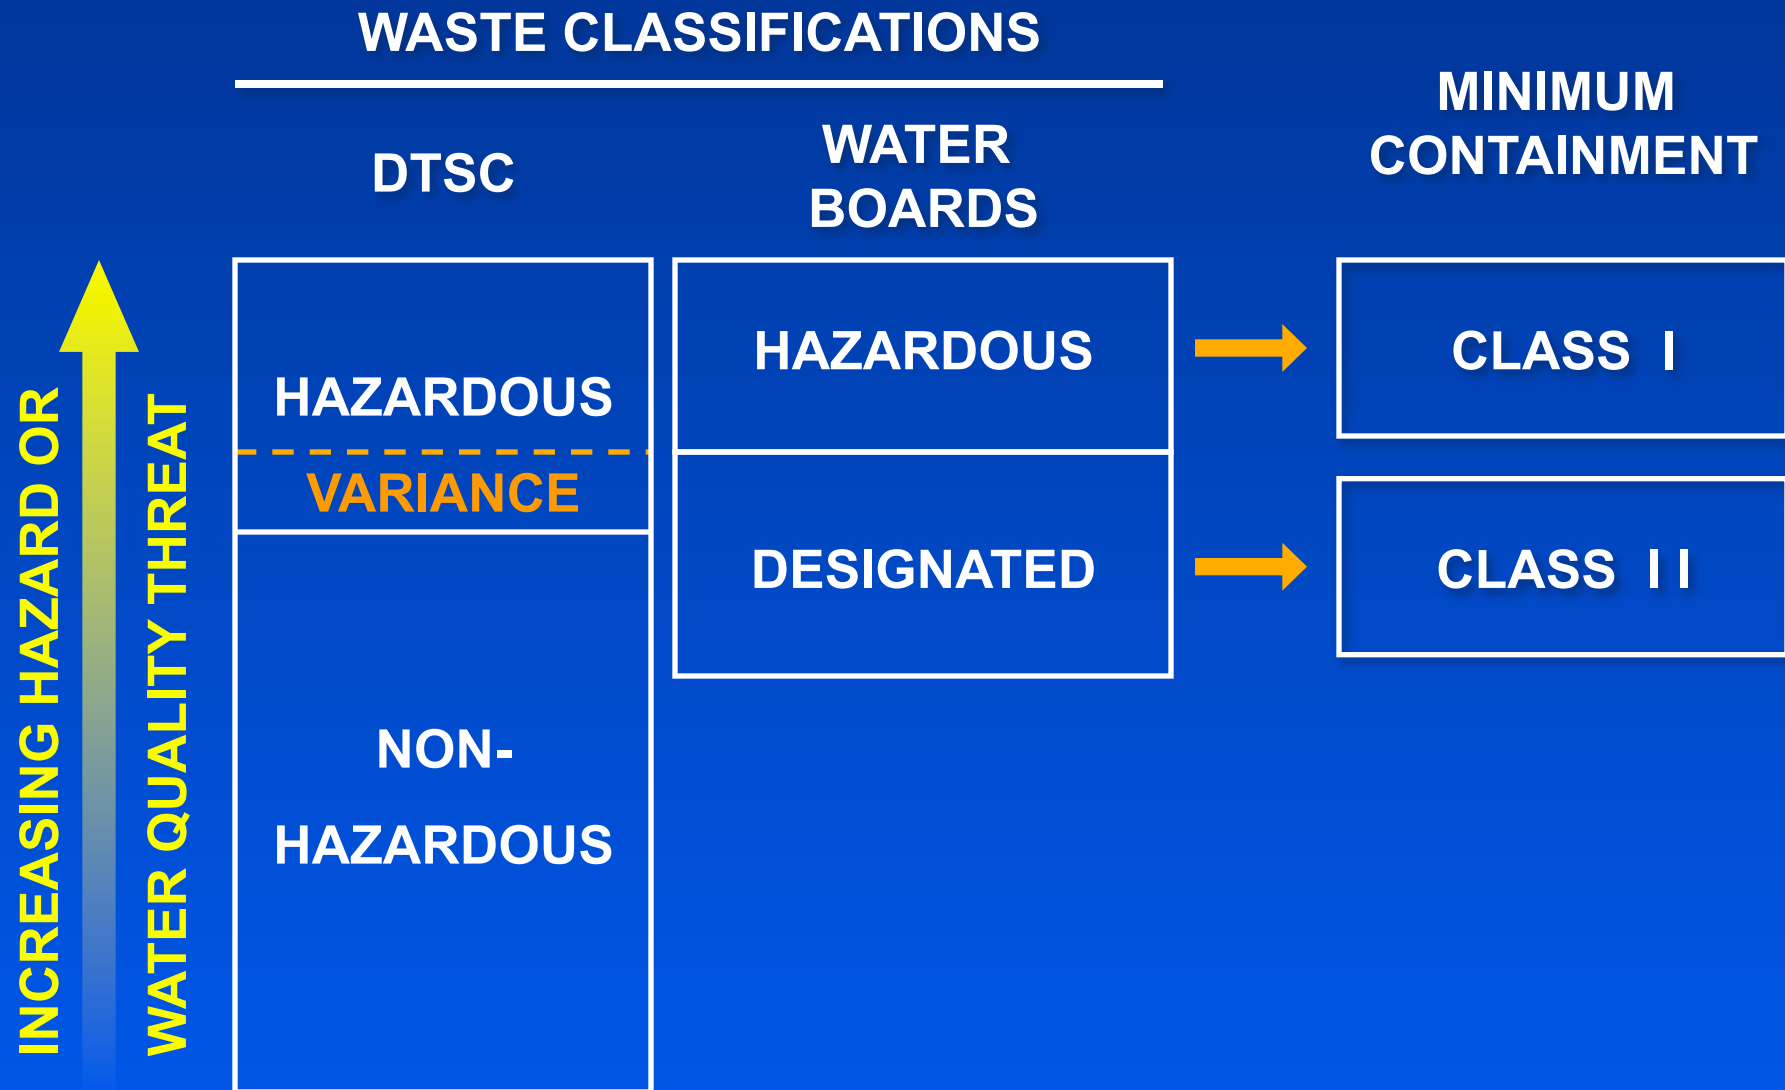 WASTE CLASSIFICATIONS
DTSC
WATER
BOARDS
MINIMUM
CONTAINMENT
INCREASING HAZARD OR
WATER QUALITY THREAT
HAZARDOUS
VARIANCE
NON-
HAZARDOUS
HAZARDOUS
DESIGNATED
CLASS I
CLASS I I